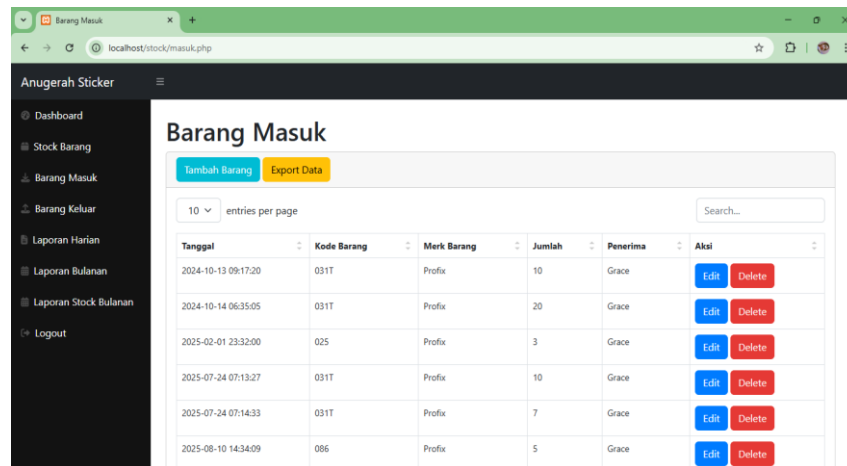 Barang Masuk
localhost/stock/masuk.php
Anugerah Sticker
Dashboard
Stock Barang
Barang Masuk
Barang Keluar
Laporan Harian
Laporan Bulanan
Laporan Stock Bulanan
Logout
Barang Masuk
Tambah Barang Export Data
10 entries per page Search...
Tanggal Kode Barang Merk Barang Jumlah Penerima Aksi
2024-10-13 09:17:20 031T Profix 10 Grace Edit Delete
2024-10-14 06:35:05 031T Profix 20 Grace Edit Delete
2025-02-01 23:32:00 025 Profix 3 Grace Edit Delete
2025-07-24 07:13:27 031T Profix 10 Grace Edit Delete
2025-07-24 07:14:33 031T Profix 7 Grace Edit Delete
2025-08-10 14:34:09 086 Profix 5 Grace Edit Delete